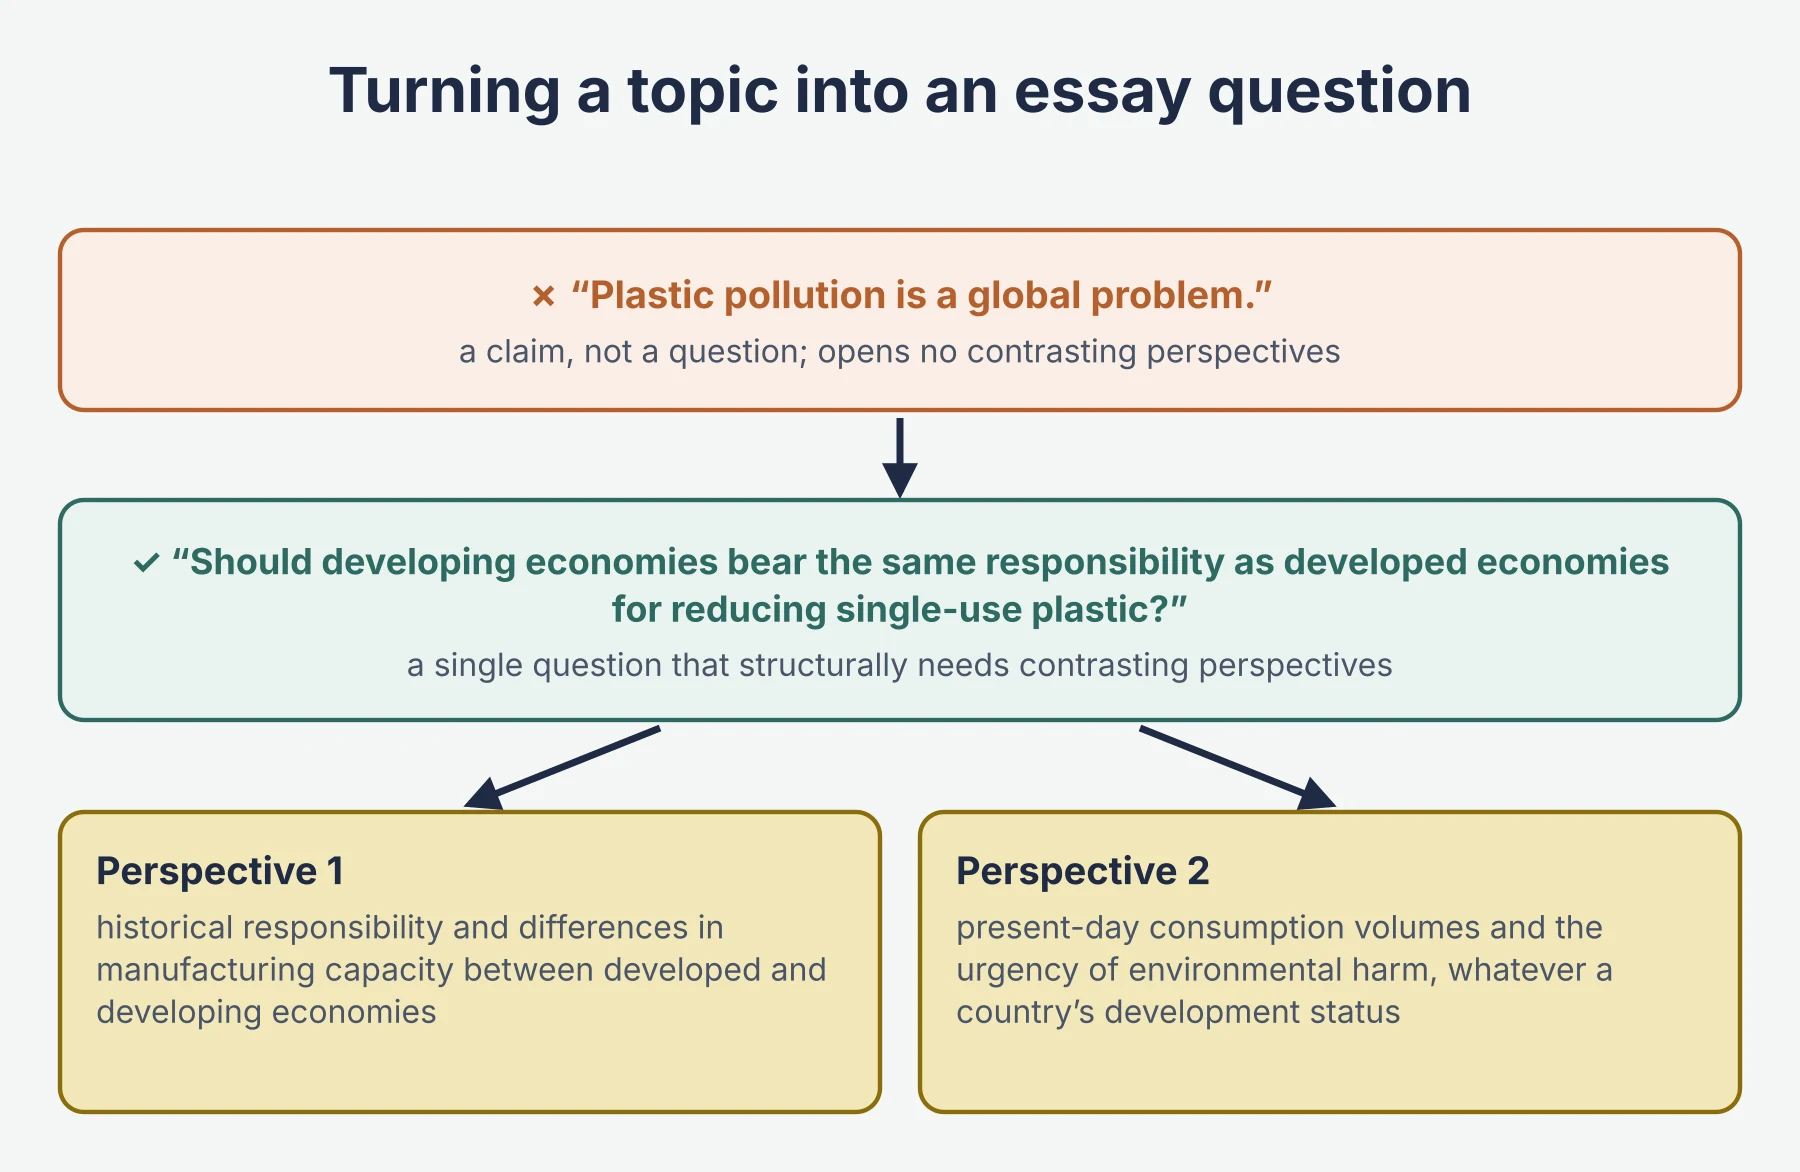 Turning a topic into an essay question
× “Plastic pollution is a global problem.”
a claim, not a question; opens no contrasting perspectives
✓ “Should developing economies bear the same responsibility as developed economies
for reducing single-use plastic?”
a single question that structurally needs contrasting perspectives
Perspective 1
historical responsibility and differences in
manufacturing capacity between developed and
developing economies
Perspective 2
present-day consumption volumes and the
urgency of environmental harm, whatever a
country’s development status